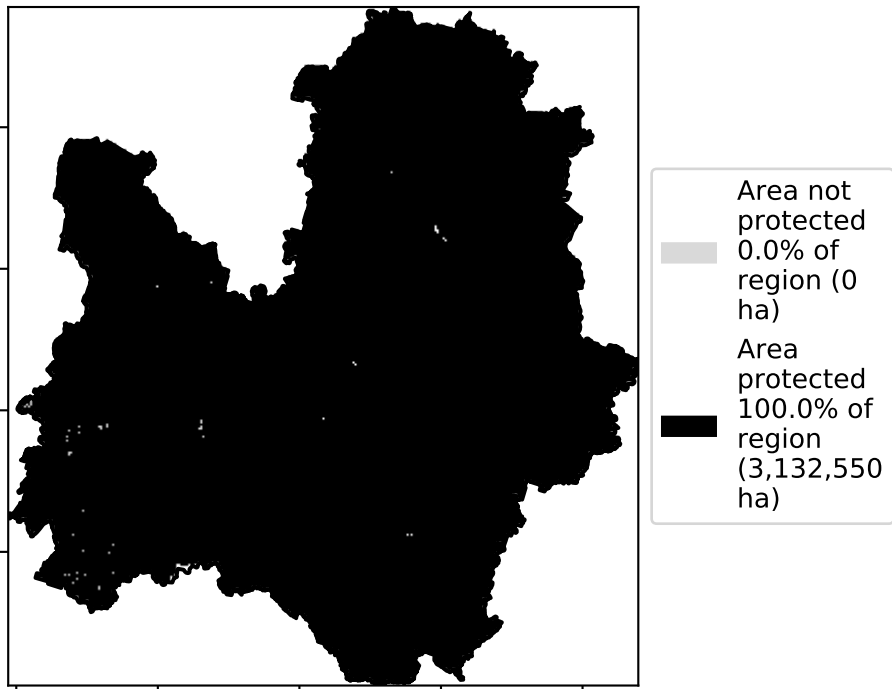 Area not
protected
0.0% of
region (0
ha)
Area
protected
100.0% of
region
(3,132,550
ha)